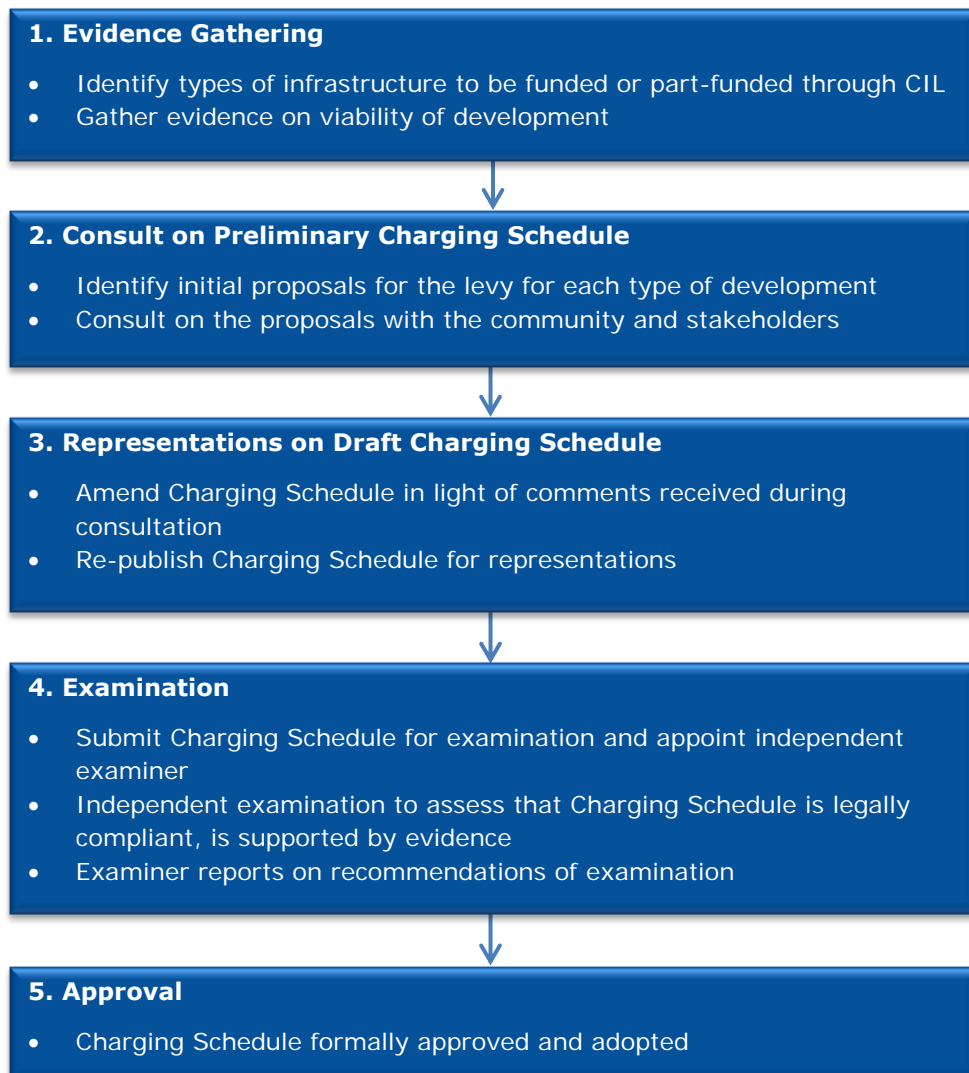 1. Evidence Gathering
• Identify types of infrastructure to be funded or part-funded through CIL
• Gather evidence on viability of development
2. Consult on Preliminary Charging Schedule
• Identify initial proposals for the levy for each type of development
• Consult on the proposals with the community and stakeholders
3. Representations on Draft Charging Schedule
• Amend Charging Schedule in light of comments received during
consultation
• Re-publish Charging Schedule for representations
4. Examination
• Submit Charging Schedule for examination and appoint independent
examiner
• Independent examination to assess that Charging Schedule is legally
compliant, is supported by evidence
• Examiner reports on recommendations of examination
5. Approval
• Charging Schedule formally approved and adopted